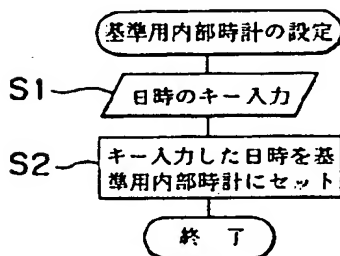 基準用内部時計の設定
S1
日時のキー入力
S2
キー入力した日時を基
準用内部時計にセット
終了